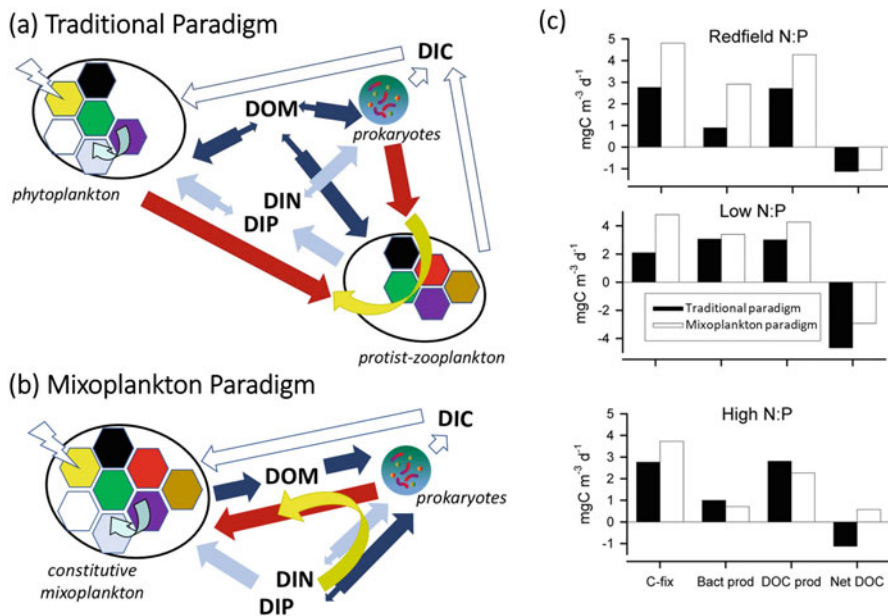 (a) Traditional Paradigm
DIC
DOM
prokaryotes
phytoplankton
DIN
DIP
protist-zooplankton
(b) Mixoplankton Paradigm
DIC
DOM
prokaryotes
constitutive
mixoplankton
DIN
DIP
(c)
Redfield N:P
mgC m⁻³ d⁻¹
5
4
3
2
1
0
-1
Low N:P
mgC m⁻³ d⁻¹
4
2
0
-2
-4
Traditional paradigm
Mixoplankton paradigm
High N:P
mgC m⁻³ d⁻¹
5
4
3
2
1
0
-1
C-fix Bact prod DOC prod Net DOC